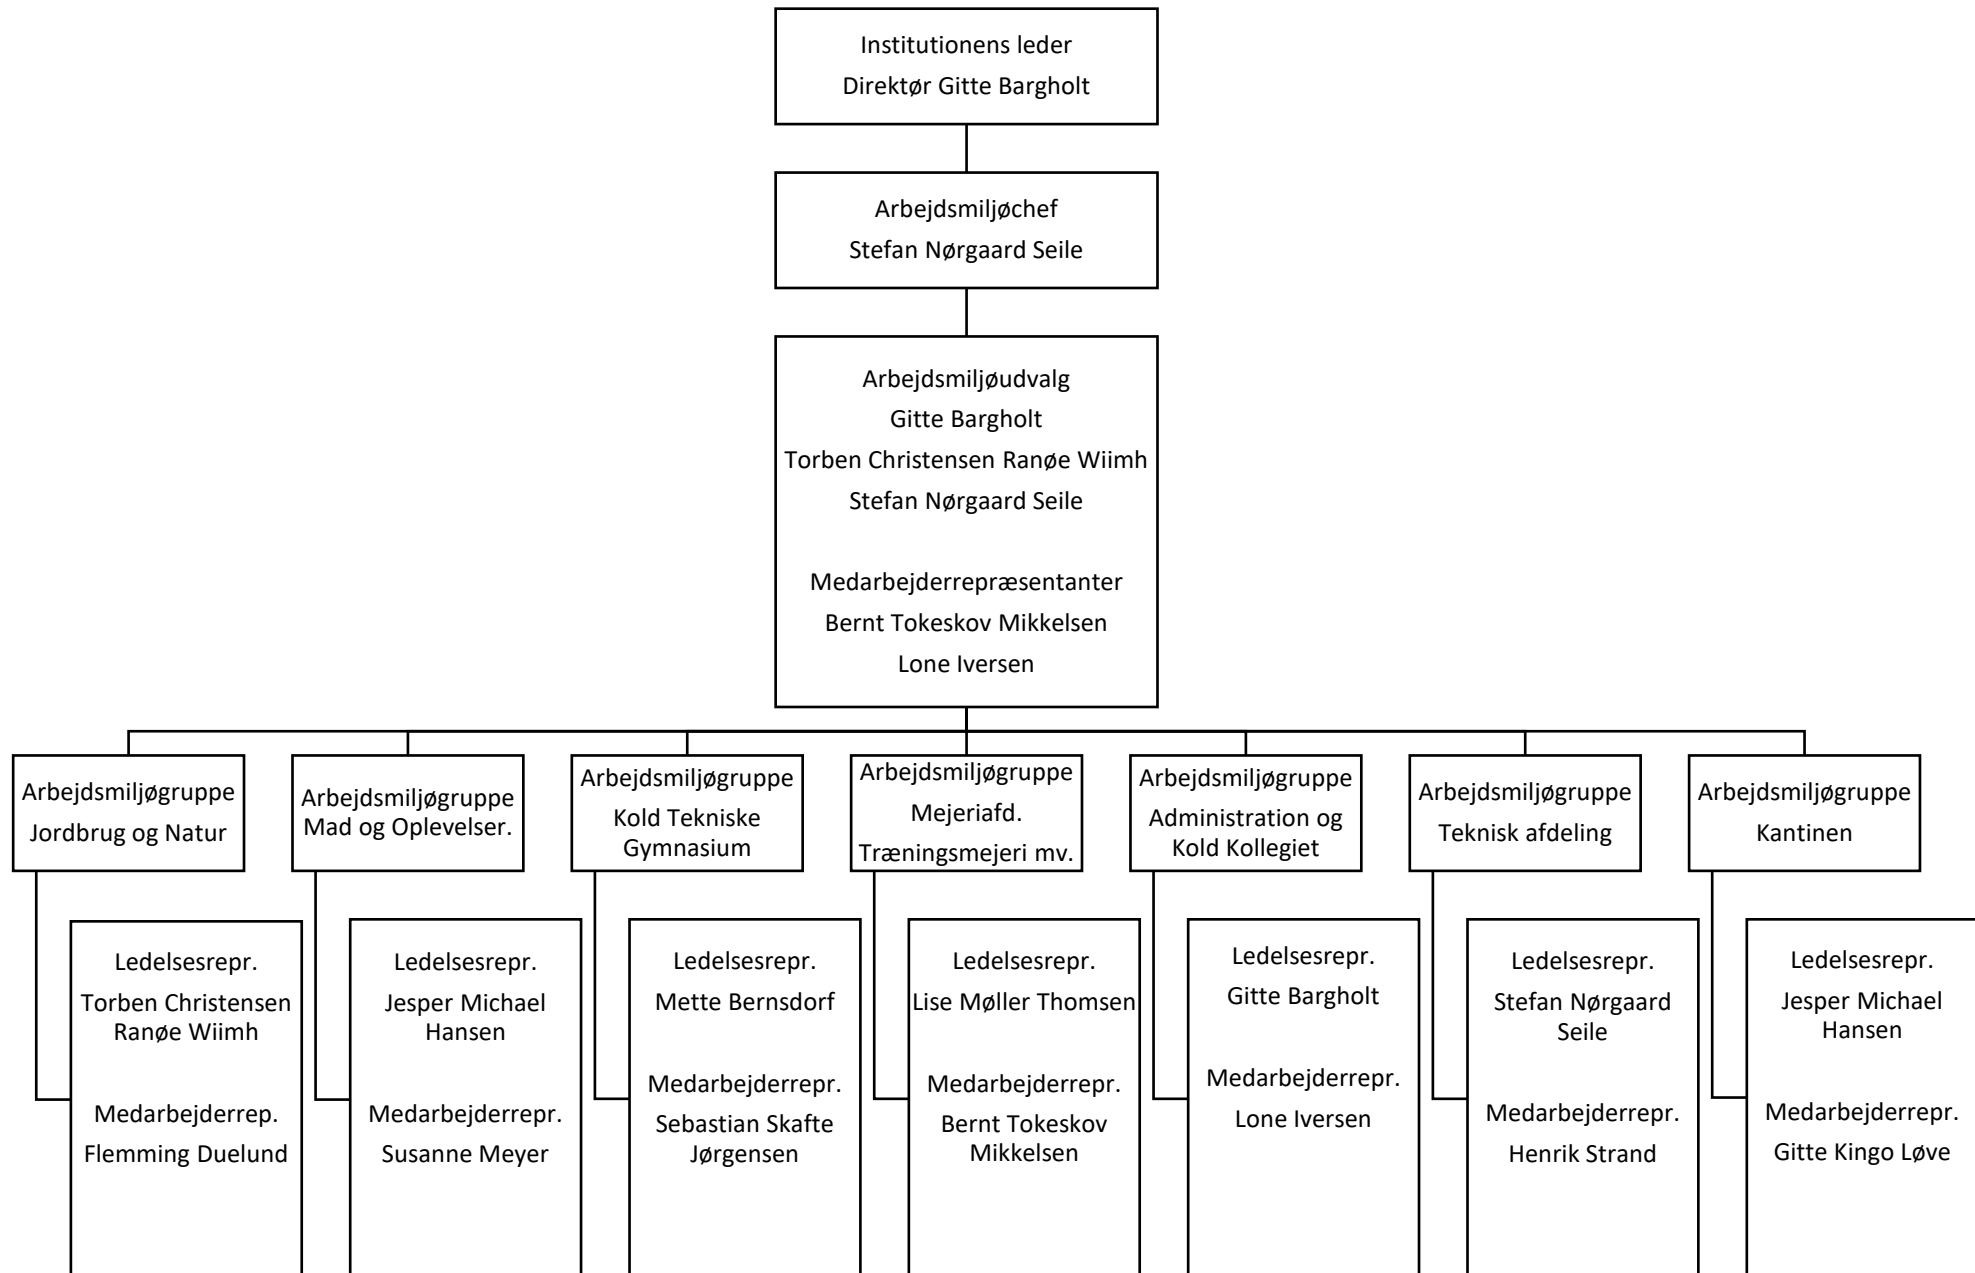 Institutionens leder
Direktør Gitte Bargholt
Arbejdsmiljøchef
Stefan Nørgaard Seile
Arbejdsmiljøudvalg
Gitte Bargholt
Torben Christensen Ranøe Wiimh
Stefan Nørgaard Seile
Medarbejderrepræsentanter
Bernt Tokeskov Mikkelsen
Lone Iversen
Arbejdsmiljøgruppe
Jordbrug og Natur
Arbejdsmiljøgruppe
Mad og Oplevelser.
Arbejdsmiljøgruppe
Kold Tekniske
Gymnasium
Arbejdsmiljøgruppe
Mejeriafd.
Træningsmejeri mv.
Arbejdsmiljøgruppe
Administration og
Kold Kollegiet
Arbejdsmiljøgruppe
Teknisk afdeling
Arbejdsmiljøgruppe
Kantinen
Ledelsesrepr.
Torben Christensen
Ranøe Wiimh
Medarbejderrep.
Flemming Duelund
Ledelsesrepr.
Jesper Michael
Hansen
Medarbejderrepr.
Susanne Meyer
Ledelsesrepr.
Mette Bernsdorf
Medarbejderrepr.
Sebastian Skafte
Jørgensen
Ledelsesrepr.
Lise Møller Thomsen
Medarbejderrepr.
Bernt Tokeskov
Mikkelsen
Ledelsesrepr.
Gitte Bargholt
Medarbejderrepr.
Lone Iversen
Ledelsesrepr.
Stefan Nørgaard
Seile
Medarbejderrepr.
Henrik Strand
Ledelsesrepr.
Jesper Michael
Hansen
Medarbejderrepr.
Gitte Kingo Løve